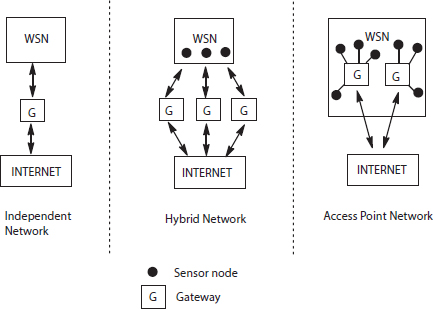 WSN
G
INTERNET
Independent
Network
WSN
G G G
INTERNET
Hybrid Network
WSN
G G
INTERNET
Access Point Network
Sensor node
G Gateway